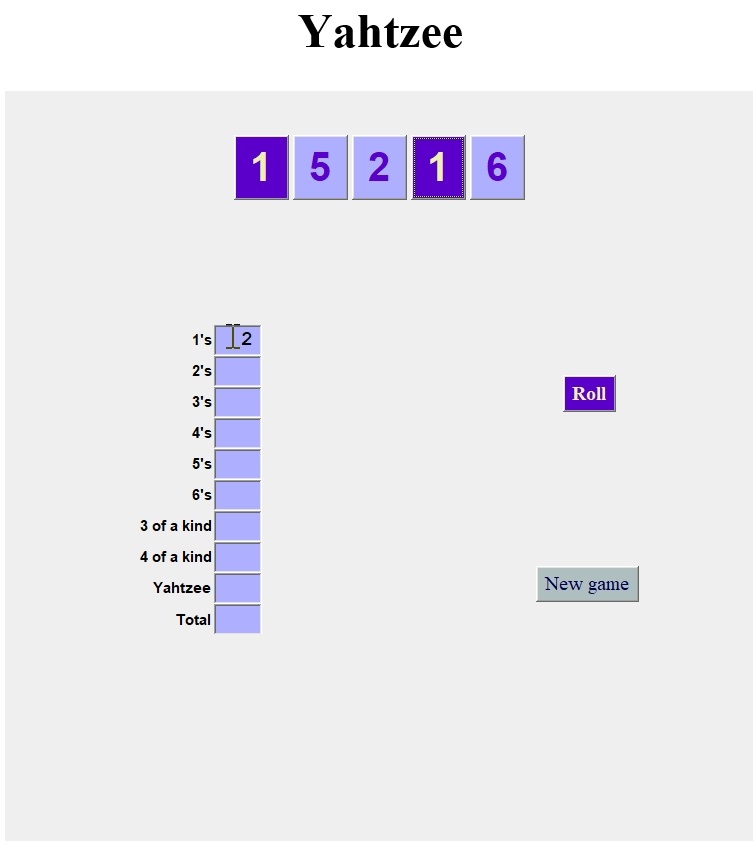 Yahtzee
1 5 2 1 6
1's 2
2's
3's
Roll
4's
5's
6's
3 of a kind
4 of a kind
Yahtzee
New game
Total